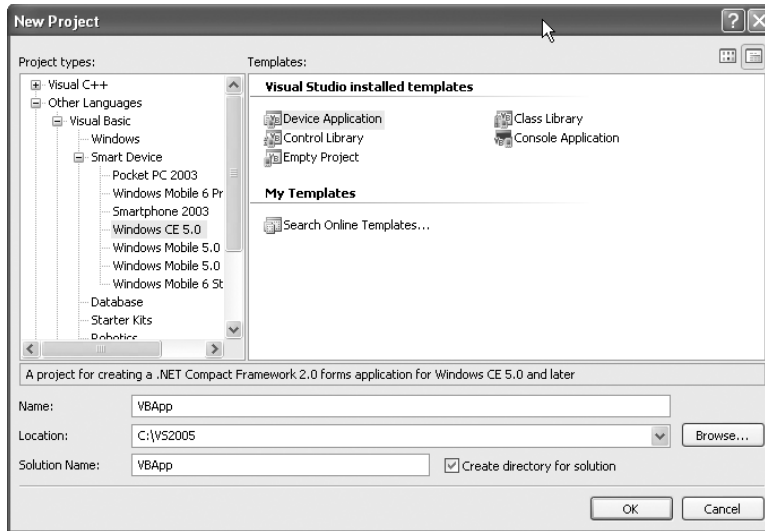 New Project
Project types:
Templates:
Visual C++
Other Languages
Visual Basic
Windows
Smart Device
Pocket PC 2003
Windows Mobile 6 Pr
Smartphone 2003
Windows CE 5.0
Windows Mobile 5.0
Windows Mobile 5.0
Windows Mobile 6 St
Database
Starter Kits
Robotics
Visual Studio installed templates
Device Application
Class Library
Control Library
Console Application
Empty Project
My Templates
Search Online Templates...
A project for creating a .NET Compact Framework 2.0 forms application for Windows CE 5.0 and later
Name:
VBApp
Location:
C:\VS2005
Browse...
Solution Name:
VBApp
Create directory for solution
OK
Cancel